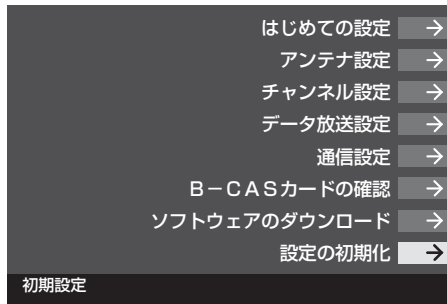 はじめての設定 →
アンテナ設定 →
チャンネル設定 →
データ放送設定 →
通信設定 →
B－CASカードの確認 →
ソフトウェアのダウンロード →
設定の初期化 →
初期設定